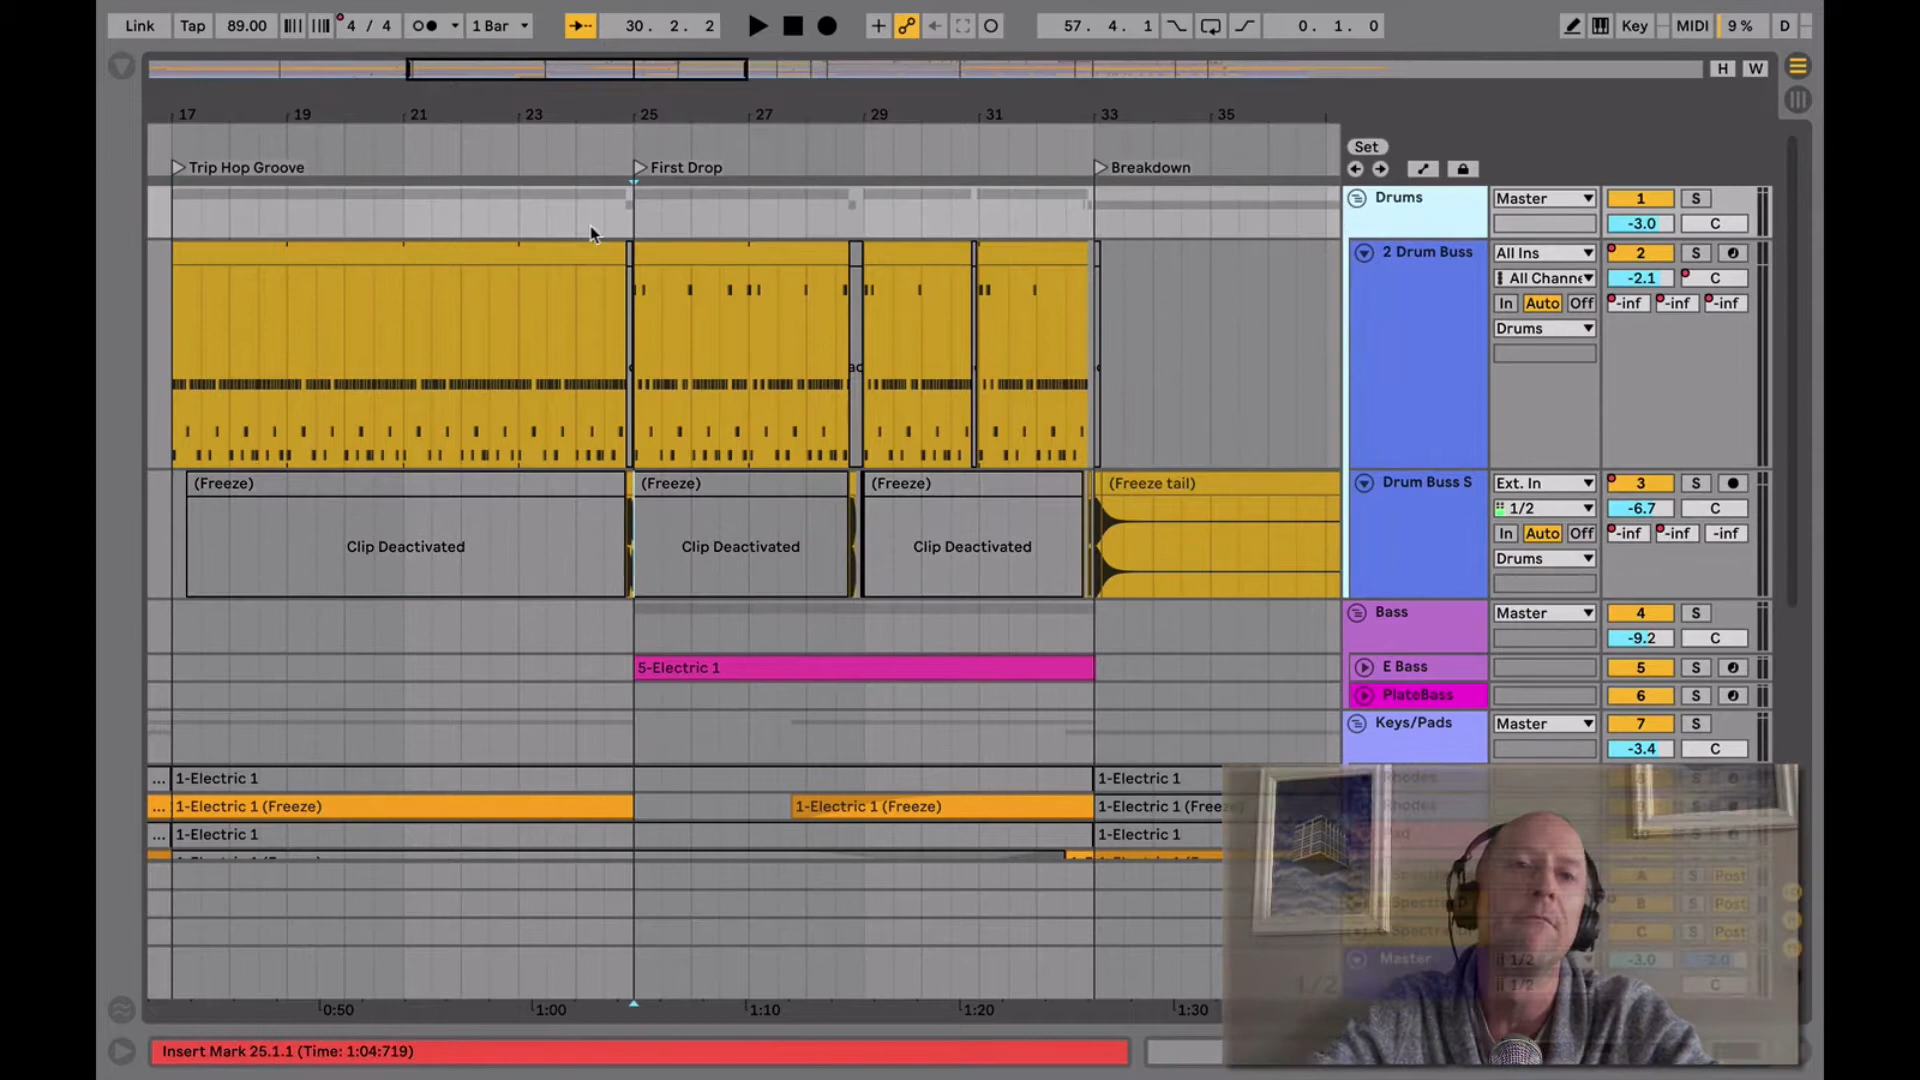 Link Tap 89.00 4 / 4 1 Bar 30. 2. 2 57. 4. 1 0. 1. 0 Key MIDI 9 % D
H W
17 19 21 23 25 27 29 31 33 35
Set
Trip Hop Groove First Drop Breakdown
Drums Master 1 S
-3.0 C
2 Drum Buss All Ins 2 S
All Channe -2.1 C
In Auto Off -inf -inf -inf
Drums
(Freeze) (Freeze) (Freeze) (Freeze tail) Drum Buss S Ext. In 3 S
1/2 -6.7 C
In Auto Off -inf -inf -inf
Clip Deactivated Clip Deactivated Clip Deactivated Drums
Bass Master 4 S
-9.2 C
5-Electric 1 E Bass 5 S
PlateBass 6 S
Keys/Pads Master 7 S
-3.4 C
... 1-Electric 1 1-Electric 1 Rhodes
... 1-Electric 1 (Freeze) 1-Electric 1 (Freeze) 1-Electric 1 (Freeze Rhodes
... 1-Electric 1 1-Electric 1
A S Post
B S Post
C S Post
Master 1/2 -3.0 -2.0
1/2 1/2 C
0:50 1:00 1:10 1:20 1:30
Insert Mark 25.1.1 (Time: 1:04:719)